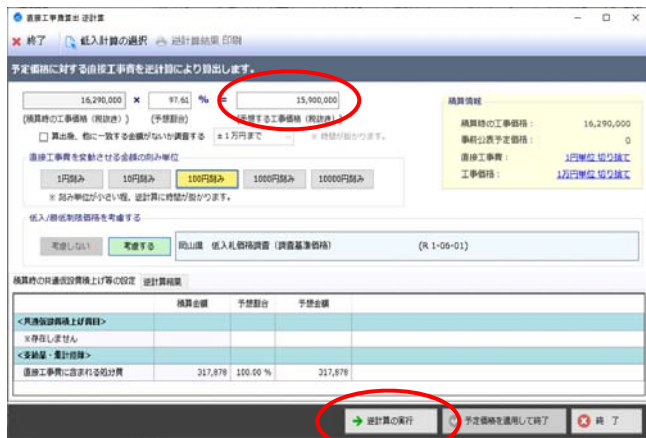 直接工事費算出 逆計算
終了 低入計算の選択 逆計算結果 印刷
予定価格に対する直接工事費を逆計算により算出します。
16,290,000 × 97.61 % = 15,900,000
(積算時の工事価格（税抜き）) (予想割合) (予想する工事価格（税抜き）)
算出後、他に一致する金額がないか調査する ±1万円まで ※ 時間が掛かります。
直接工事費を変動させる金額の刻み単位
1円刻み 10円刻み 100円刻み 1000円刻み 10000円刻み
※ 刻み単位が小さい程、逆計算に時間が掛かります。
積算情報
積算時の工事価格： 16,290,000
事前公表予定価格： 0
直接工事費： 1円単位 切り捨て
工事価格： 1万円単位 切り捨て
低入/最低制限価格を考慮する
考慮しない 考慮する 岡山県 低入札価格調査（調査基準価格） (R 1-06-01)
積算時の共通仮設費積上げ等の設定 逆計算結果
積算金額 予想割合 予想金額
<共通仮設費積上げ費目>
※存在しません
<支給品・集計控除>
直接工事費に含まれる処分費 317,878 100.00 % 317,878
逆計算の実行 予定価格を適用して終了 終 了